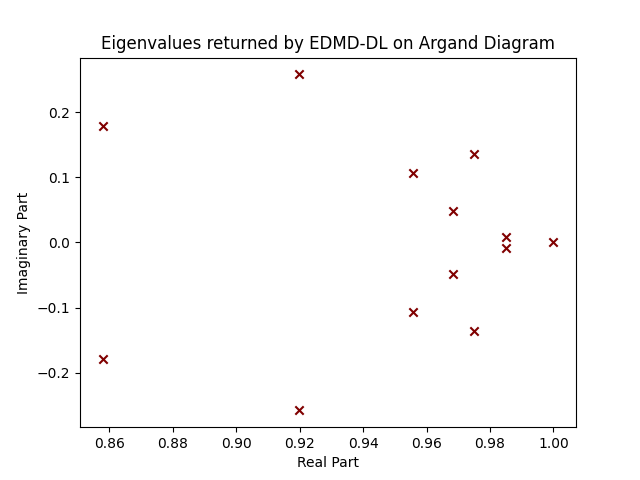 Eigenvalues returned by EDMD-DL on Argand Diagram
Imaginary Part
0.2
0.1
0.0
−0.1
−0.2
0.86 0.88 0.90 0.92 0.94 0.96 0.98 1.00
Real Part